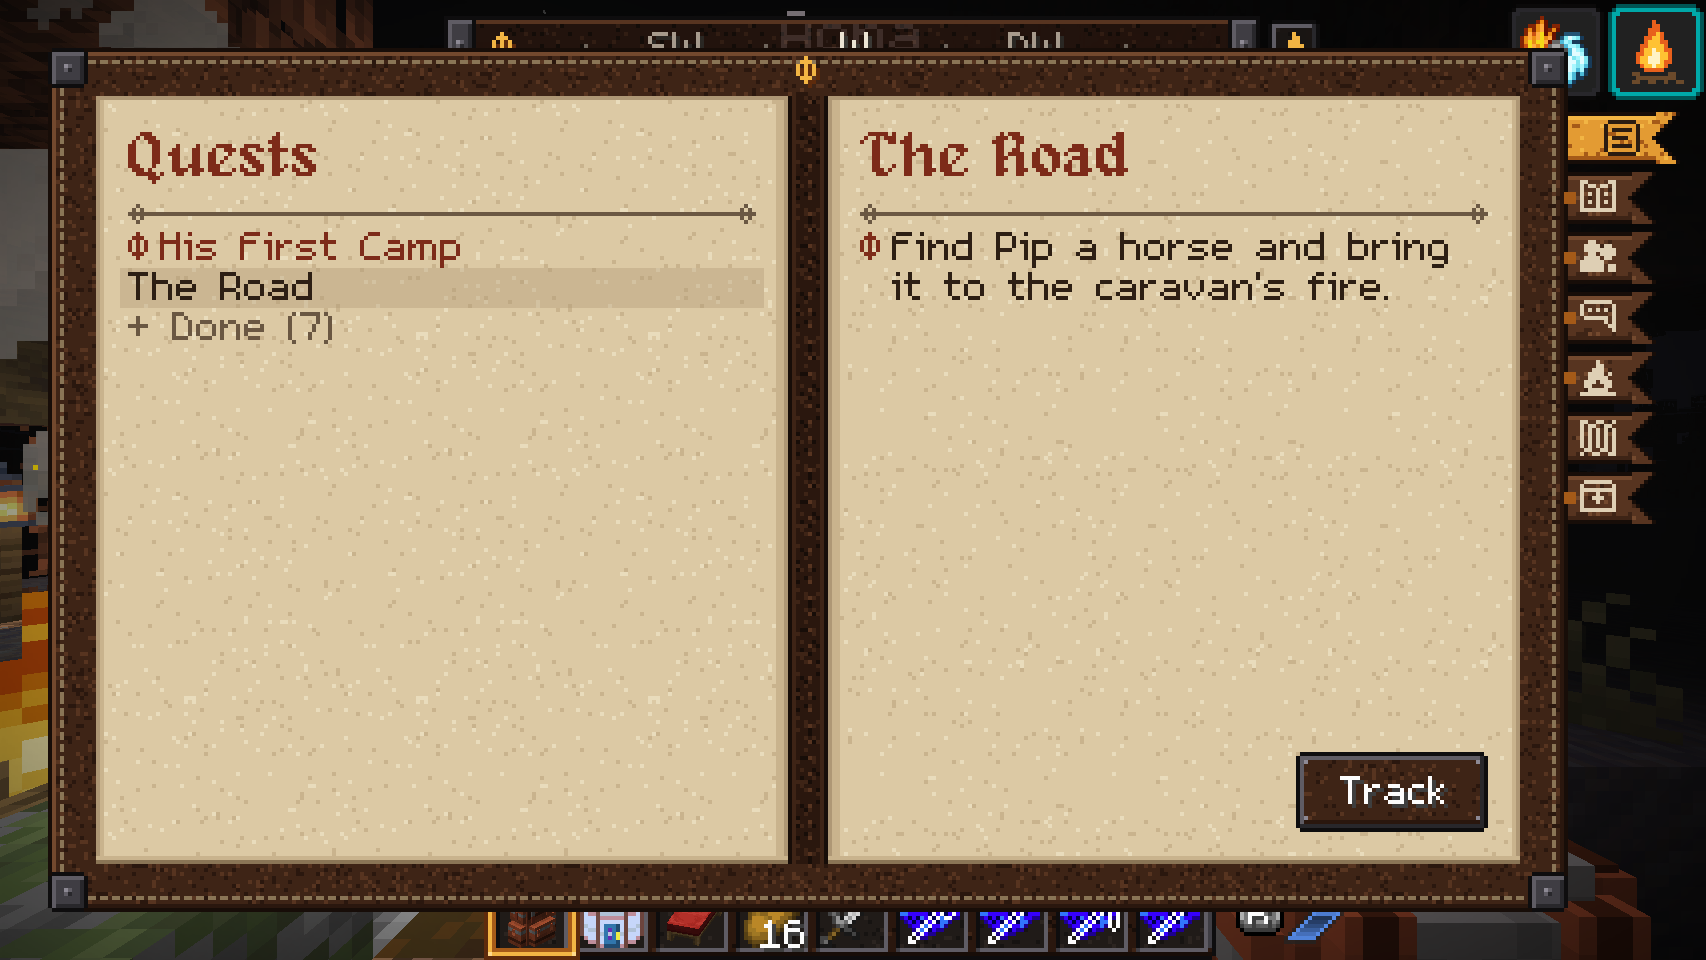 Quests
His First Camp
The Road
+ Done (7)
The Road
Find Pip a horse and bring
it to the caravan's fire.
Track
16